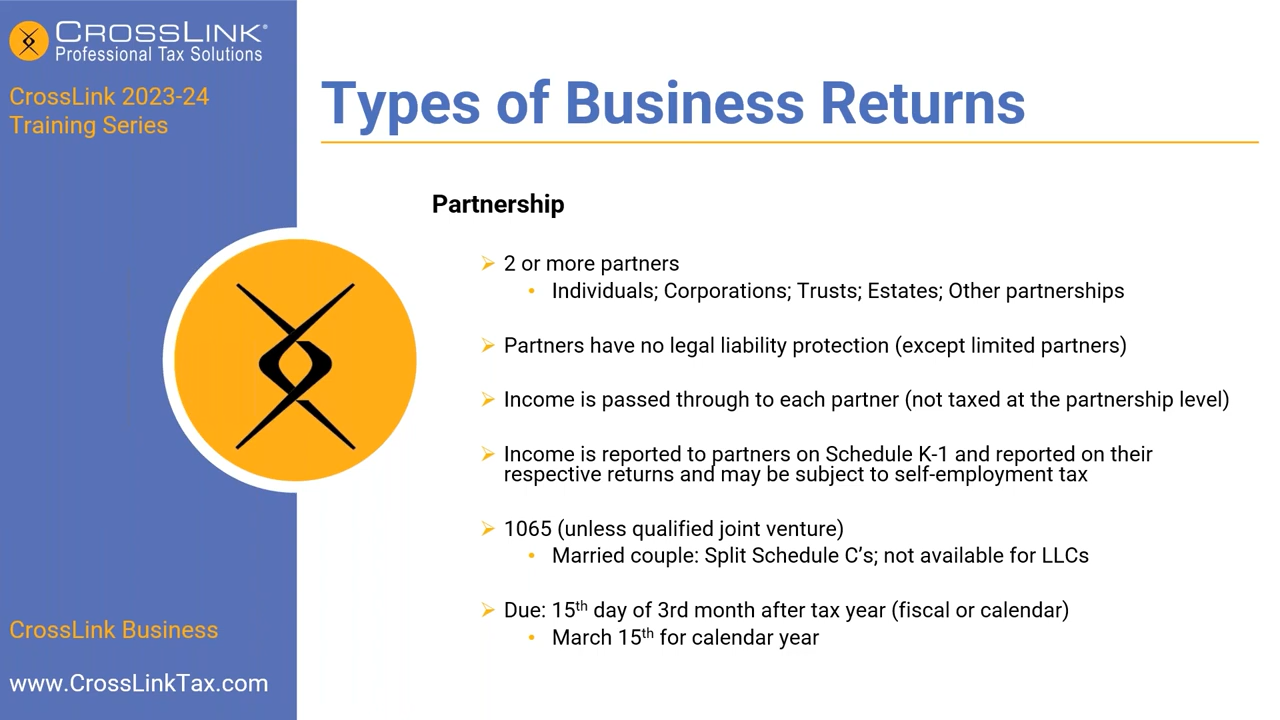 CROSSLINK®
Professional Tax Solutions
CrossLink 2023-24
Training Series
Types of Business Returns
Partnership
➢ 2 or more partners
• Individuals; Corporations; Trusts; Estates; Other partnerships
➢ Partners have no legal liability protection (except limited partners)
➢ Income is passed through to each partner (not taxed at the partnership level)
➢ Income is reported to partners on Schedule K-1 and reported on their
respective returns and may be subject to self-employment tax
➢ 1065 (unless qualified joint venture)
• Married couple: Split Schedule C’s; not available for LLCs
➢ Due: 15th day of 3rd month after tax year (fiscal or calendar)
• March 15th for calendar year
CrossLink Business
www.CrossLinkTax.com